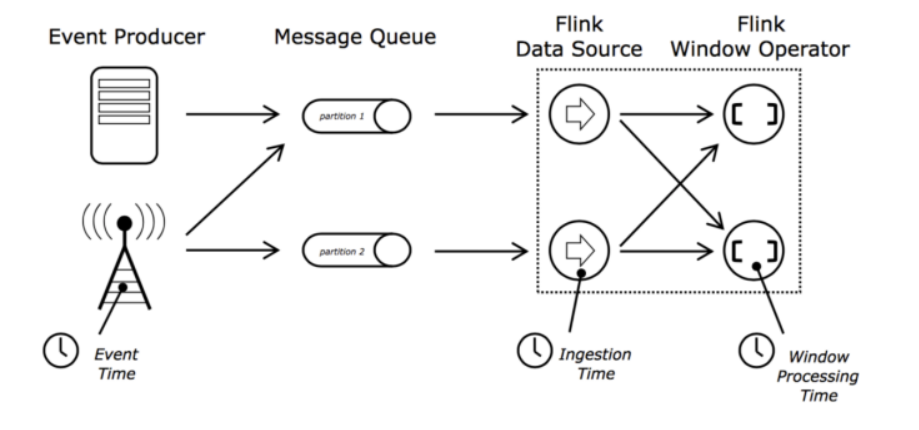 Event Producer
Message Queue
Flink
Data Source
Flink
Window Operator
partition 1
partition 2
Event
Time
Ingestion
Time
Window
Processing
Time